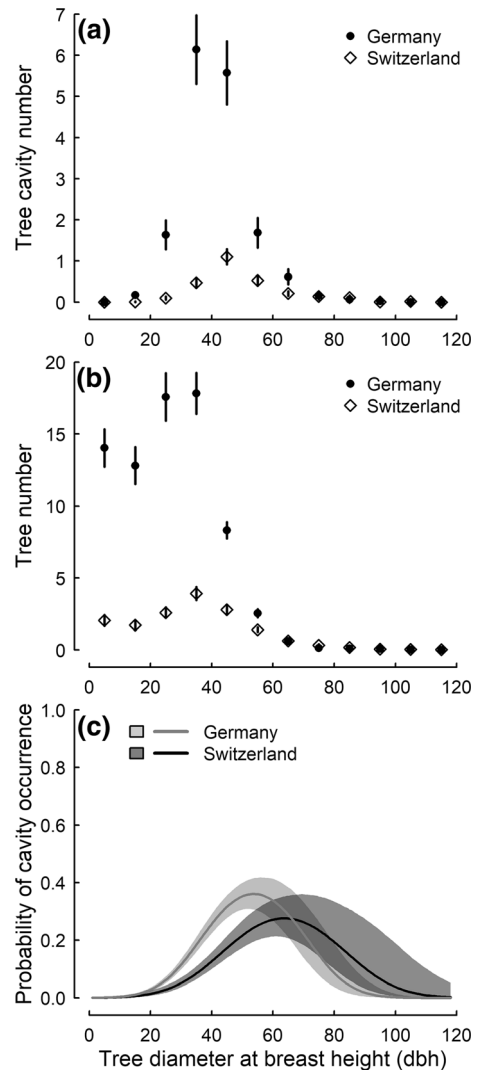 (a)
Germany
Switzerland
Tree cavity number
7
6
5
4
3
2
1
0
0 20 40 60 80 100 120
(b)
Germany
Switzerland
Tree number
20
15
10
5
0
0 20 40 60 80 100 120
(c)
Germany
Switzerland
Probability of cavity occurrence
1.0
0.8
0.6
0.4
0.2
0.0
0 20 40 60 80 100 120
Tree diameter at breast height (dbh)